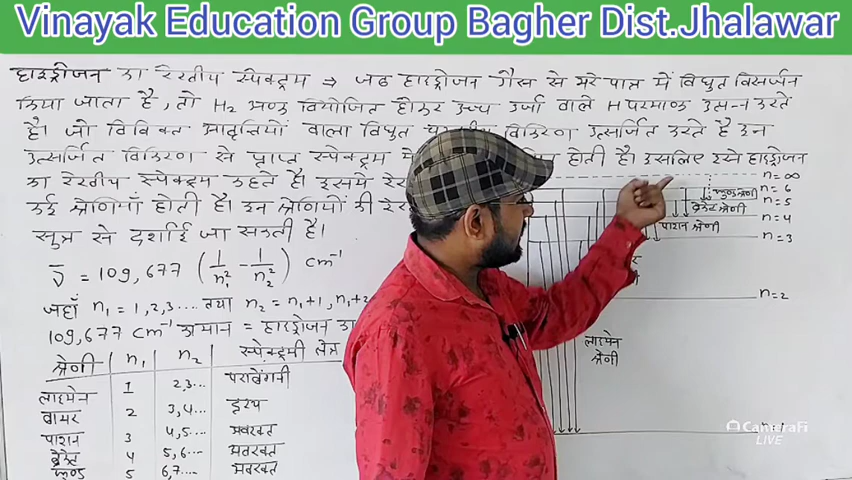 Vinayak Education Group Bagher Dist.Jhalawar
हाइड्रोजन का रेखीय स्पेक्ट्रम ⇒ जब हाइड्रोजन गैस से भरे पात्र में विधुत विसर्जन
किया जाता है, तो H₂ अणु वियोजित होकर उच्च उर्जा वाले H परमाणु उत्पन्न करते
है। जो विविक्त आवृत्तियों वाला विधुत विकिरण उत्सर्जित करते है उन
उत्सर्जित विकिरण से प्राप्त स्पेक्ट्रम में होती है। इसलिए इसे हाइड्रोजन
का रेखीय स्पेक्ट्रम कहते है। इसमे
कई श्रेणियाँ होती है। इन श्रेणियों की
सूत्र से दर्शाई जा सकती है।
ν̅ = 109,677 (1/n₁² - 1/n₂²) cm⁻¹
जहाँ n₁ = 1,2,3... तथा n₂ = n₁+1, n₁+2
109,677 cm⁻¹ का मान = हाइड्रोजन का
श्रेणी n₁ n₂ स्पेक्ट्रमी क्षेत्र
लाइमेन 1 2,3... पराबैंगनी
बामर 2 3,4... दृश्य
पाशन 3 4,5... अवरक्त
ब्रेकेट 4 5,6... अवरक्त
फुण्ड 5 6,7... अवरक्त
n=∞
n=6
फुण्ड श्रेणी
n=5
ब्रेकेट श्रेणी
n=4
पाशन श्रेणी
n=3
n=2
लाइमेन
श्रेणी
CameraFi
LIVE